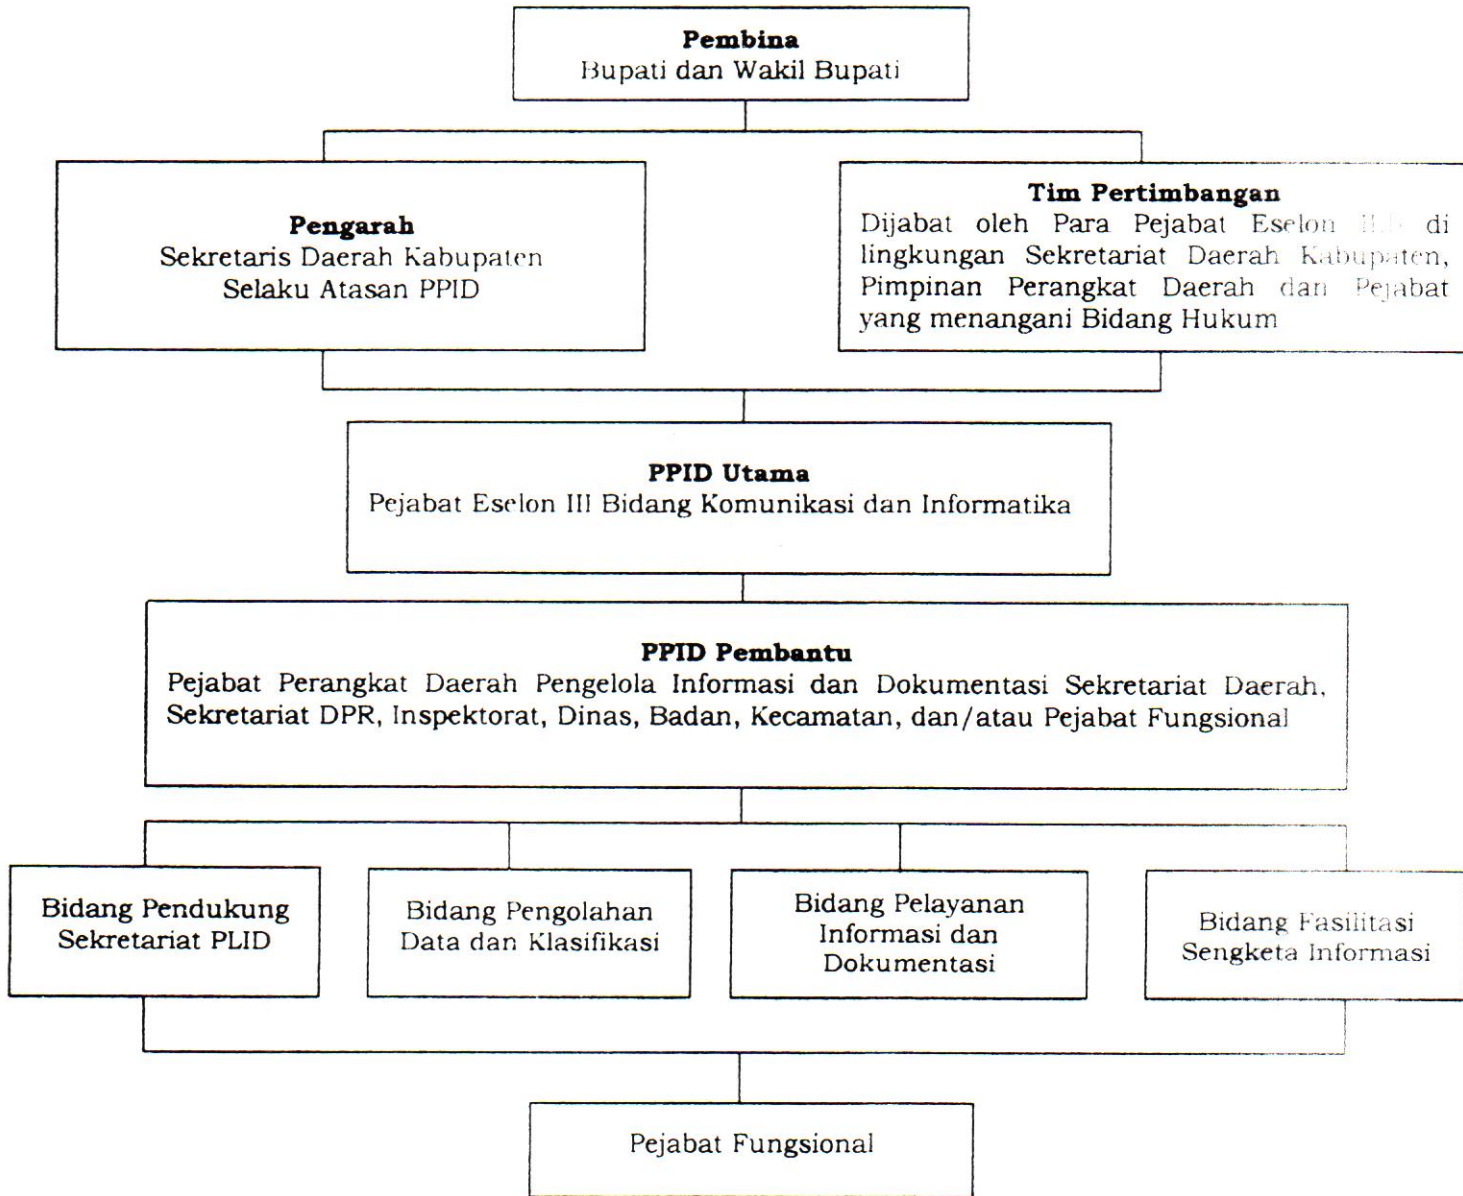 Pembina
Bupati dan Wakil Bupati
Pengarah
Sekretaris Daerah Kabupaten
Selaku Atasan PPID
Tim Pertimbangan
Dijabat oleh Para Pejabat Eselon di
lingkungan Sekretariat Daerah Kabupaten,
Pimpinan Perangkat Daerah dan Pejabat
yang menangani Bidang Hukum
PPID Utama
Pejabat Eselon III Bidang Komunikasi dan Informatika
PPID Pembantu
Pejabat Perangkat Daerah Pengelola Informasi dan Dokumentasi Sekretariat Daerah,
Sekretariat DPR, Inspektorat, Dinas, Badan, Kecamatan, dan/atau Pejabat Fungsional
Bidang Pendukung
Sekretariat PLID
Bidang Pengolahan
Data dan Klasifikasi
Bidang Pelayanan
Informasi dan
Dokumentasi
Bidang Fasilitasi
Sengketa Informasi
Pejabat Fungsional